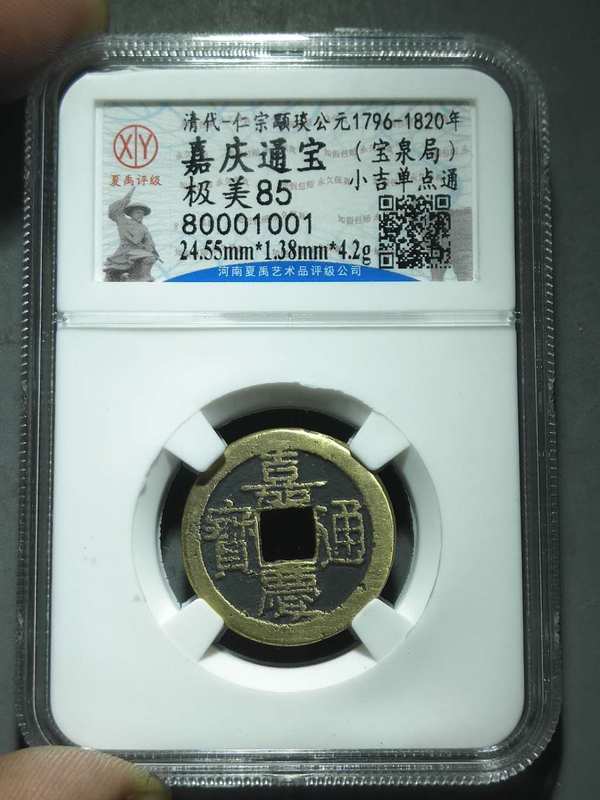 清代-仁宗顒琰公元1796-1820年
XY
夏禹评级
嘉庆通宝
（宝泉局）
极美85
小吉单点通
80001001
24.55mm*1.38mm*4.2g
河南夏禹艺术品评级公司
嘉慶通寶